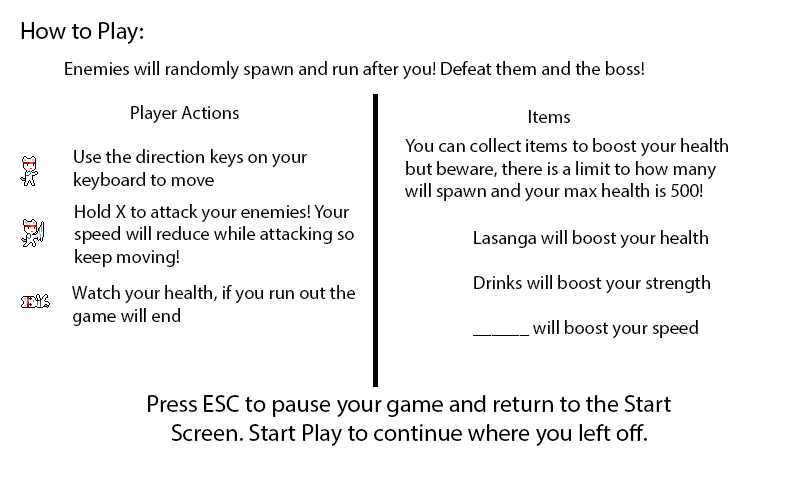 How to Play:
Enemies will randomly spawn and run after you! Defeat them and the boss!
Player Actions
Use the direction keys on your
keyboard to move
Hold X to attack your enemies! Your
speed will reduce while attacking so
keep moving!
Watch your health, if you run out the
game will end
Items
You can collect items to boost your health
but beware, there is a limit to how many
will spawn and your max health is 500!
Lasanga will boost your health
Drinks will boost your strength
______ will boost your speed
Press ESC to pause your game and return to the Start
Screen. Start Play to continue where you left off.